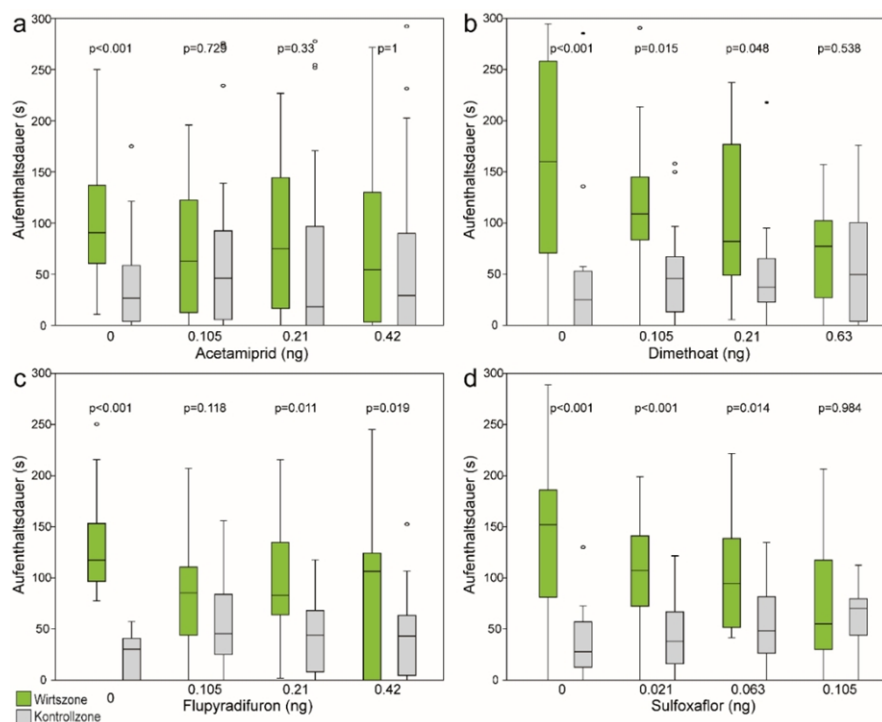 a
300
250
200
150
100
50
0
Aufenthaltsdauer (s)
p<0.001 p=0.729 p=0.33 p=1
0 0.105 0.21 0.42
Acetamiprid (ng)
b
300
250
200
150
100
50
0
Aufenthaltsdauer (s)
p<0.001 p=0.015 p=0.048 p=0.538
0 0.105 0.21 0.63
Dimethoat (ng)
c
300
250
200
150
100
50
0
Aufenthaltsdauer (s)
p<0.001 p=0.118 p=0.011 p=0.019
0 0.105 0.21 0.42
Flupyradifuron (ng)
d
300
250
200
150
100
50
0
Aufenthaltsdauer (s)
p<0.001 p<0.001 p=0.014 p=0.984
0 0.021 0.063 0.105
Sulfoxaflor (ng)
Wirtszone
Kontrollzone